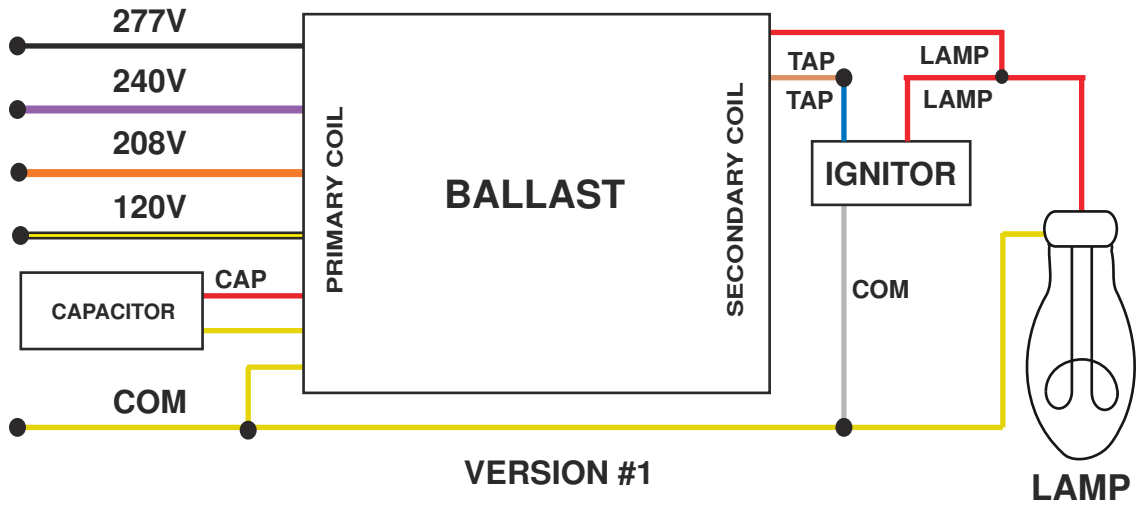 277V
240V
208V
120V
CAP
CAPACITOR
COM
PRIMARY COIL
BALLAST
SECONDARY COIL
TAP
TAP
LAMP
LAMP
IGNITOR
COM
VERSION #1
LAMP